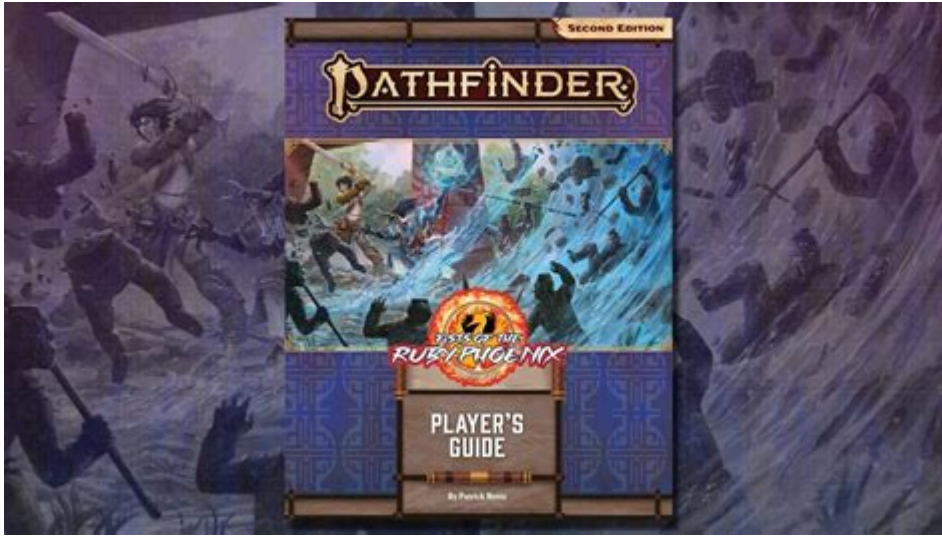 SECOND EDITION
PATHFINDER
FISTS OF THE
RUBY PHOENIX
PLAYER'S
GUIDE
By Patrick Renie